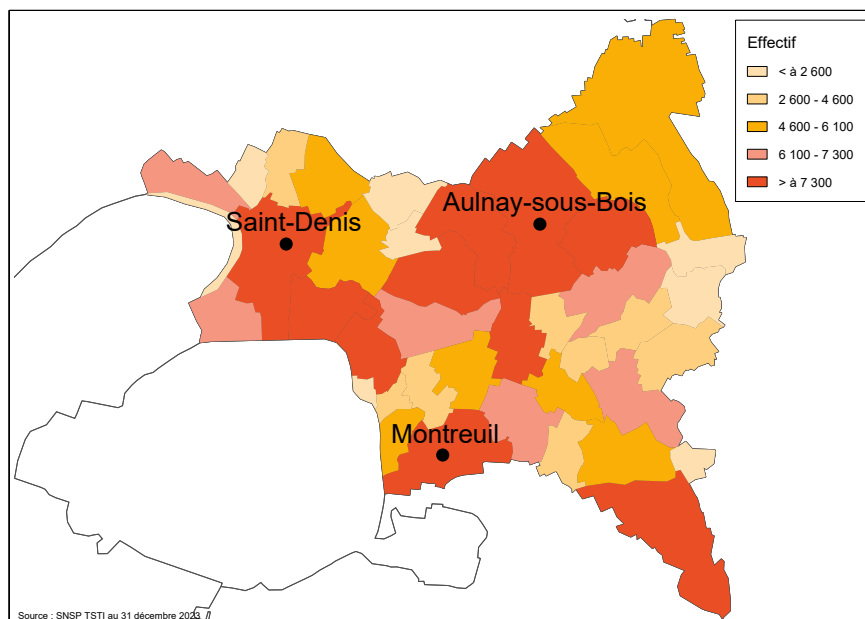 Effectif
< à 2 600
2 600 - 4 600
4 600 - 6 100
6 100 - 7 300
> à 7 300
Aulnay-sous-Bois
Saint-Denis
Montreuil
Source : SNSP TSTI au 31 décembre 2023